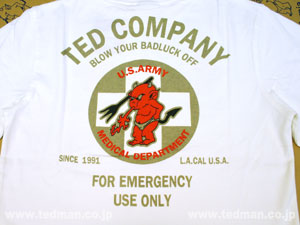 TED COMPANY
BLOW YOUR BADLUCK OFF
U.S.ARMY
MEDICAL DEPARTMENT
SINCE 1991
L.A.CAL U.S.A.
FOR EMERGENCY
USE ONLY
www.tedman.co.jp
www.tedman.co.jp